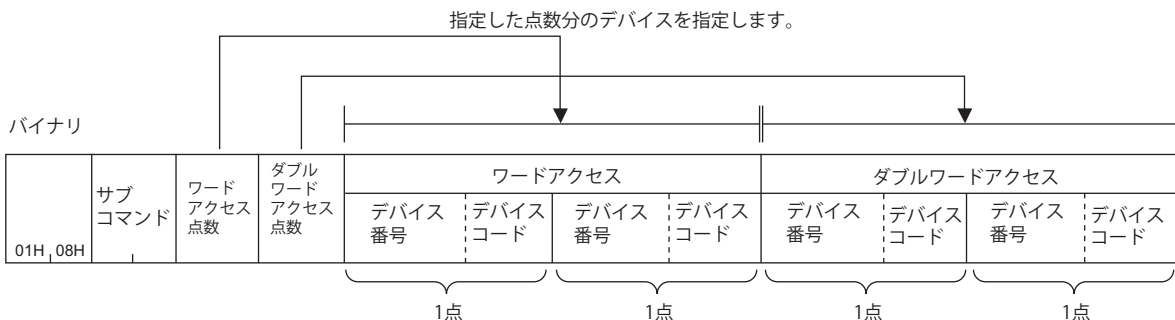 指定した点数分のデバイスを指定します。
バイナリ
01H 08H
サブ
コマンド
ワード
アクセス
点数
ダブル
ワード
アクセス
点数
ワードアクセス
ダブルワードアクセス
デバイス
番号
デバイス
コード
デバイス
番号
デバイス
コード
デバイス
番号
デバイス
コード
デバイス
番号
デバイス
コード
1点
1点
1点
1点